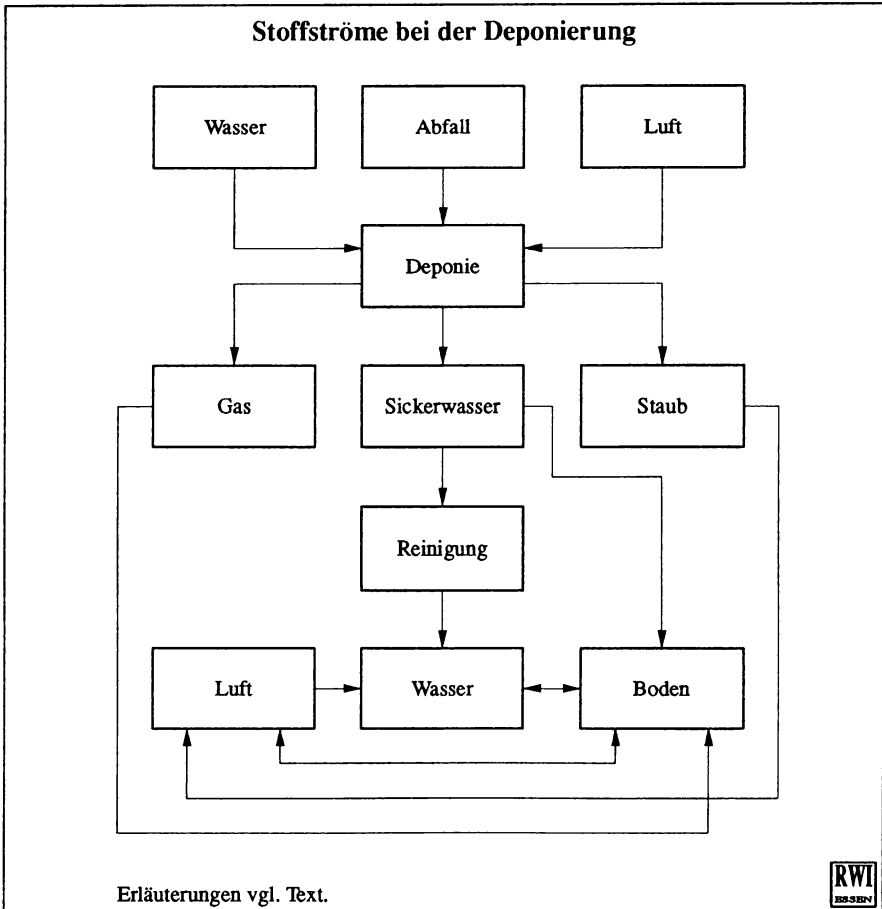 Stoffströme bei der Deponierung
Wasser
Abfall
Luft
Deponie
Gas
Sickerwasser
Staub
Reinigung
Luft
Wasser
Boden
Erläuterungen vgl. Text.
RWI
ESSEN